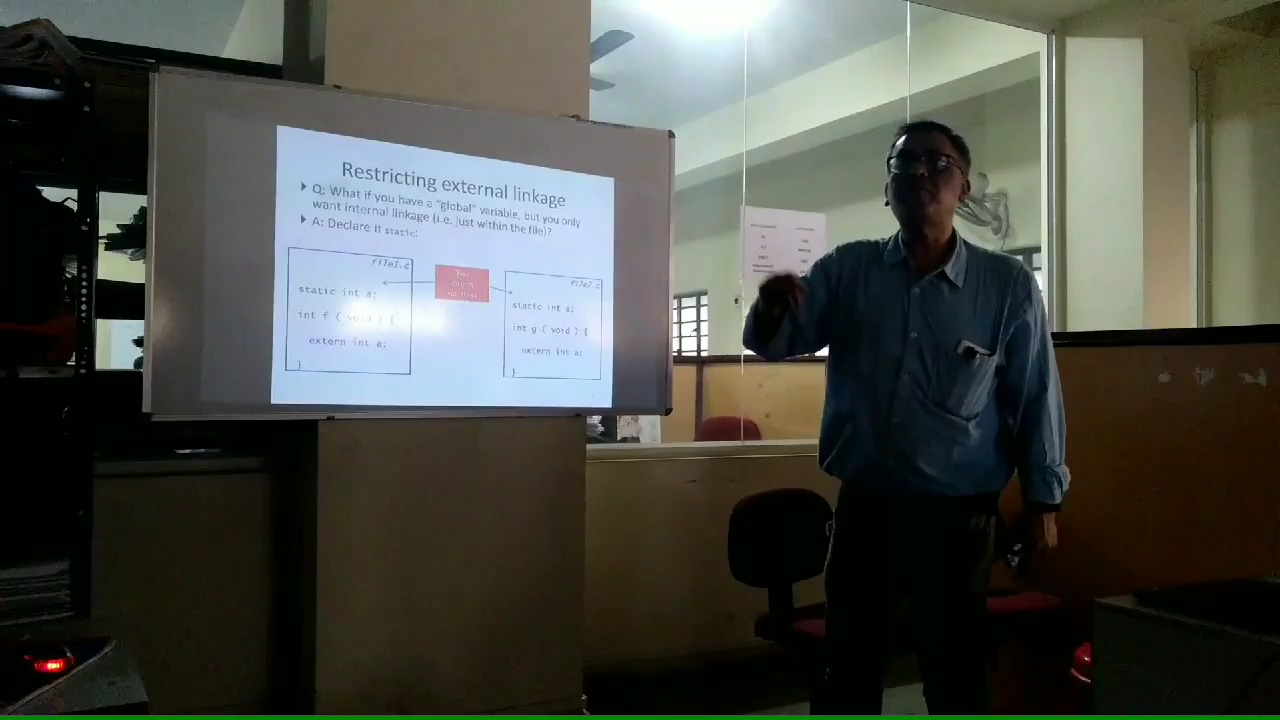 Restricting external linkage
Q: What if you have a “global” variable, but you only
want internal linkage (i.e. just within the file)?
A: Declare it static:
file1.c
static int a;
int f ( void ) {
extern int a;
}
file2.c
static int a;
int g ( void ) {
extern int a;
}